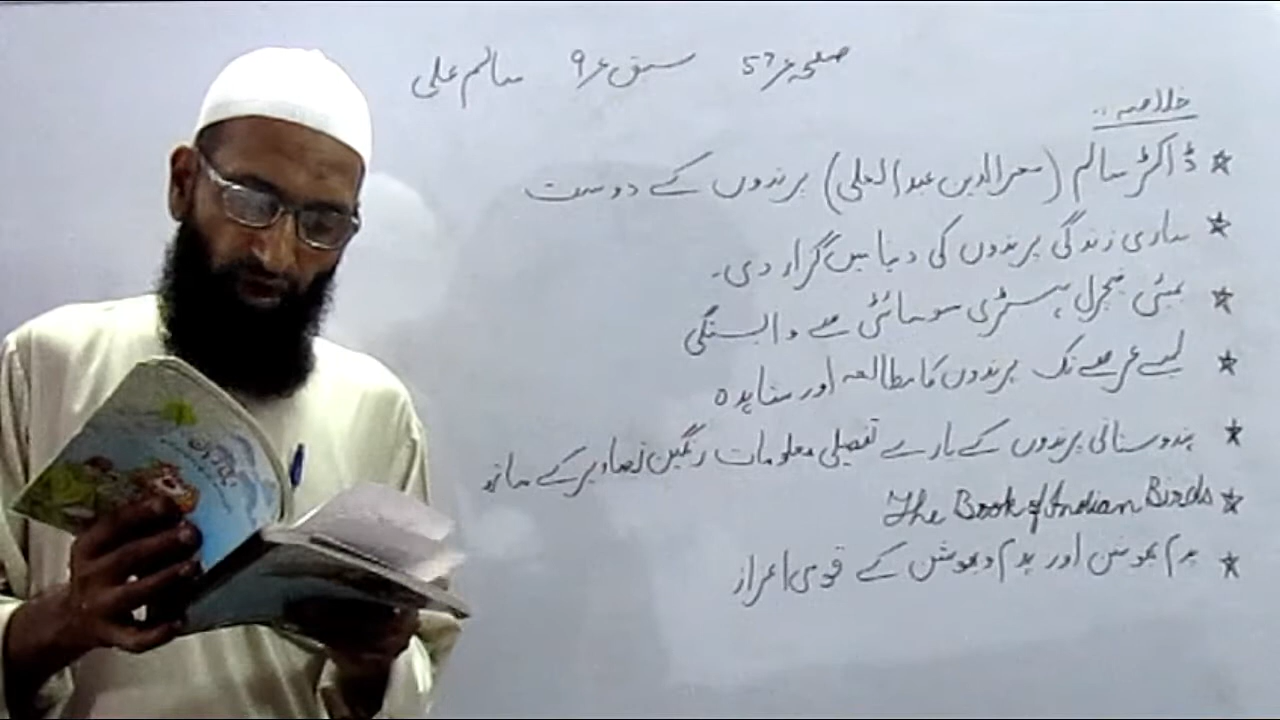 صفحہ 57 سبق 9 سالم علی
خلاصہ :.
★ ڈاکٹر سالم (معزالدین عبدالعلی) پرندوں کے دوست
★ ساری زندگی پرندوں کی دنیا میں گزار دی۔
★ بمبئی نیچرل ہسٹری سوسائٹی سے وابستگی
★ لمبے عرصے تک پرندوں کا مطالعہ اور مشاہدہ
★ ہندوستانی پرندوں کے بارے تفصیلی معلومات رنگین تصاویر کے ساتھ
★ The Book of Indian Birds
★ پدم بھوشن اور پدم وبھوشن کے قومی اعزاز